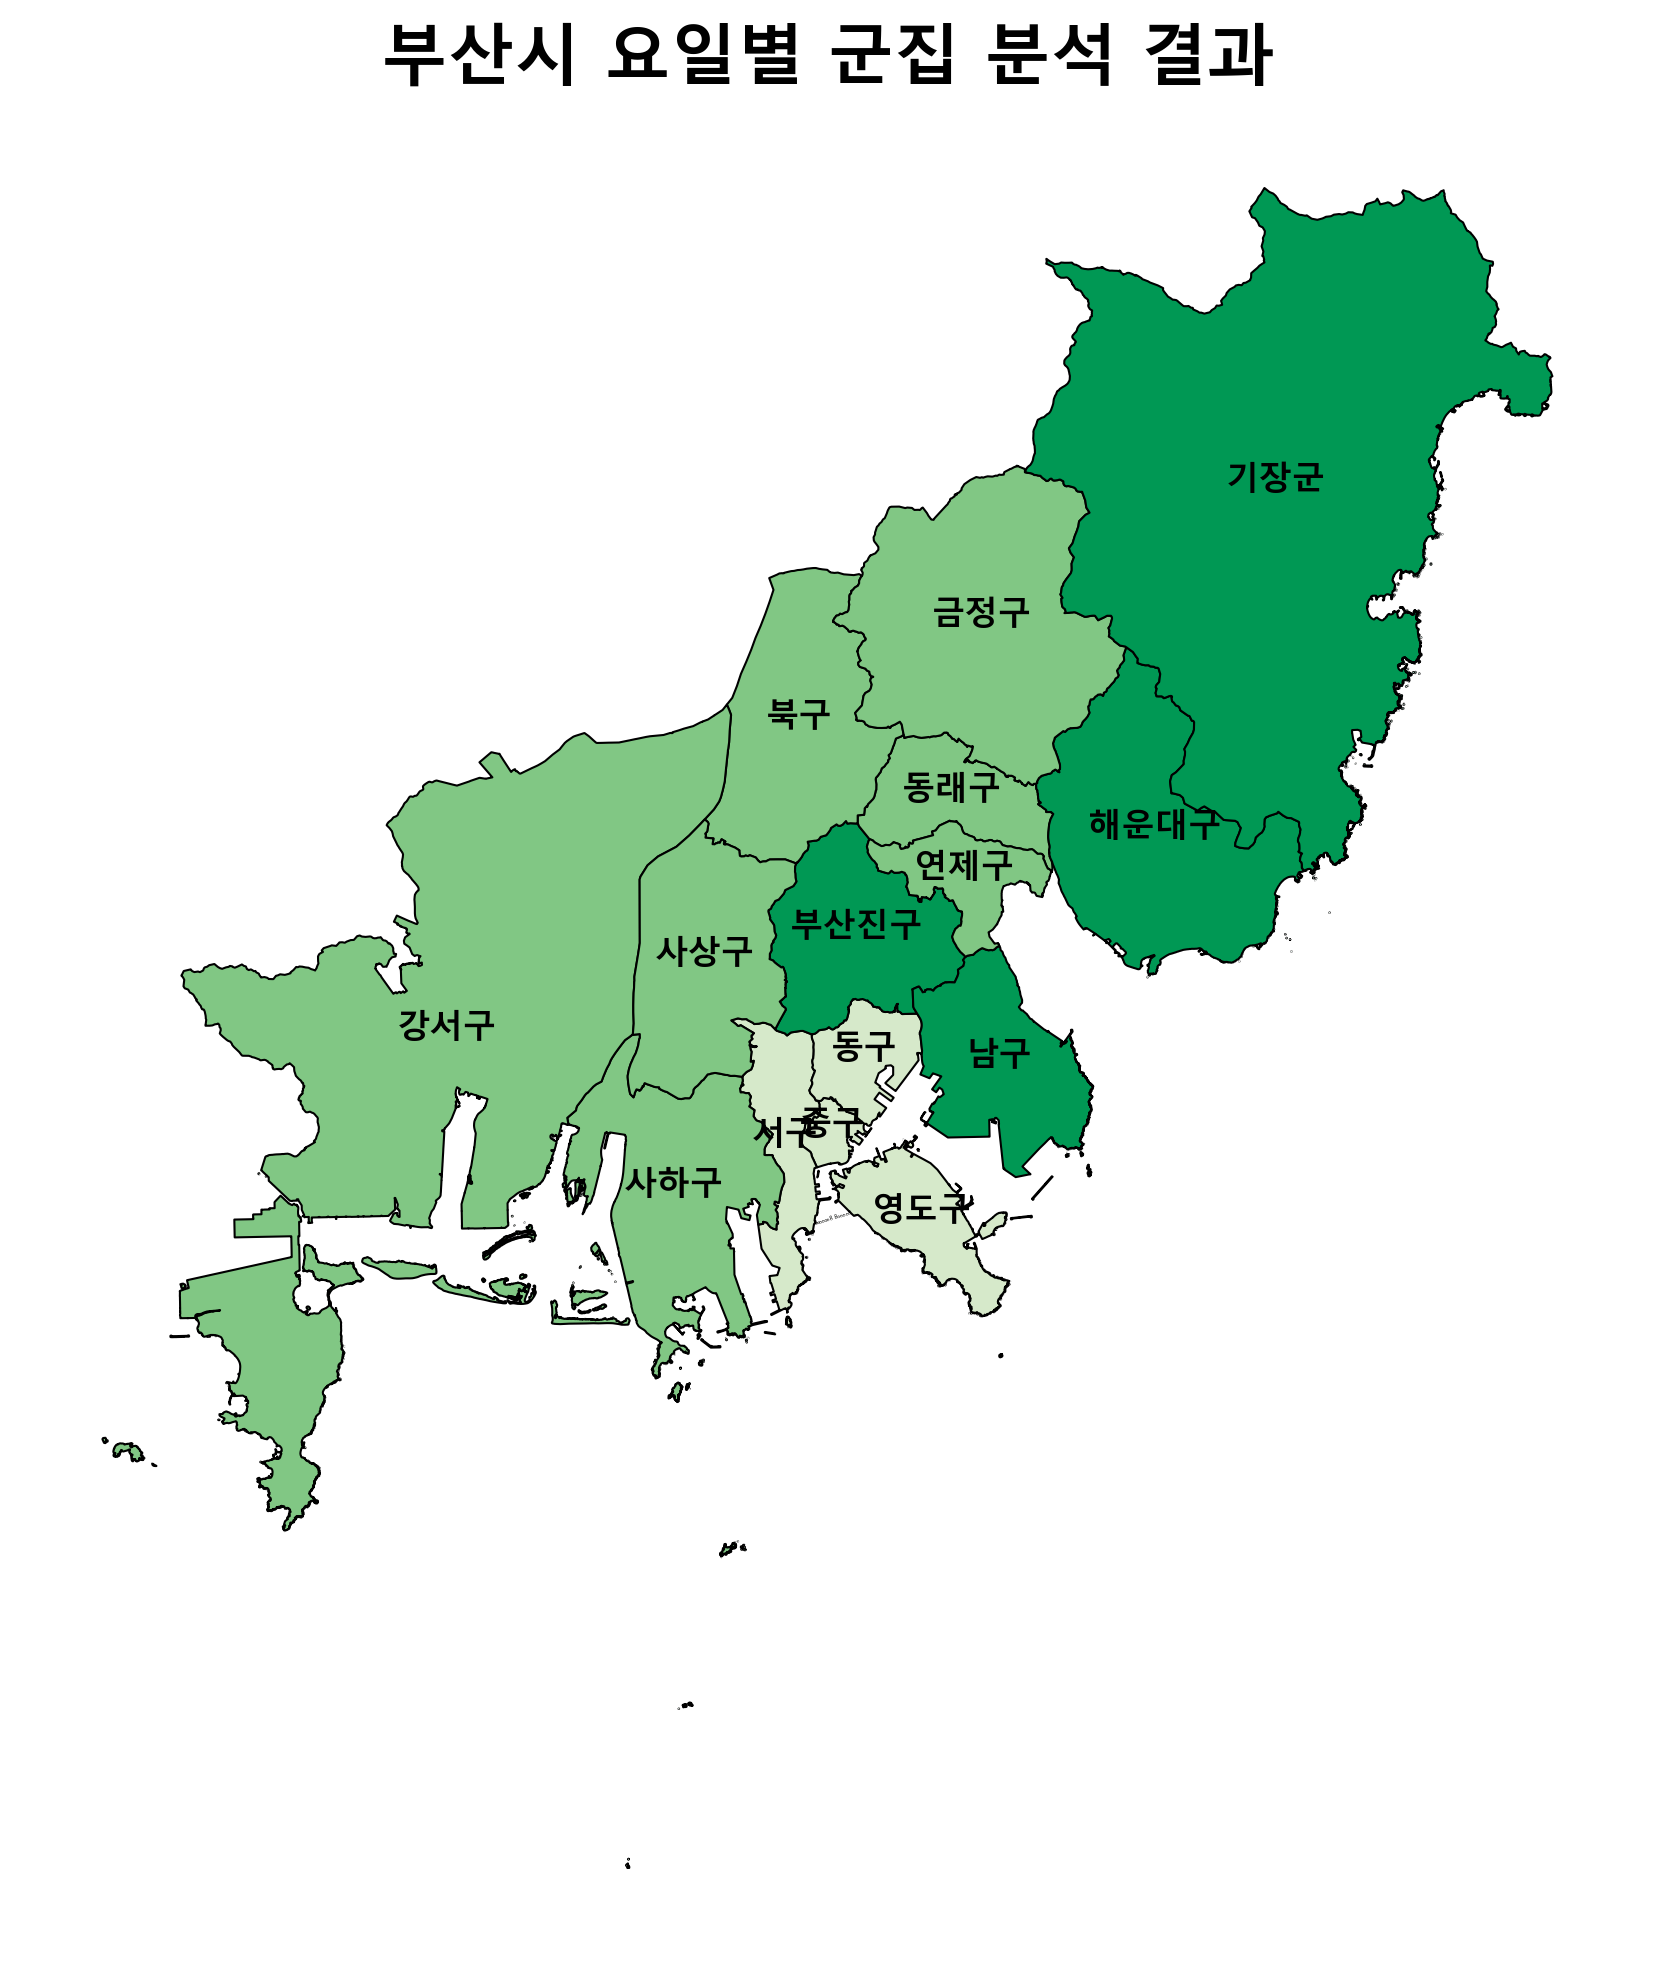 부산시 요일별 군집 분석 결과
기장군
금정구
북구
동래구
해운대구
연제구
부산진구
사상구
강서구
동구
남구
중구
서구
사하구
영도구